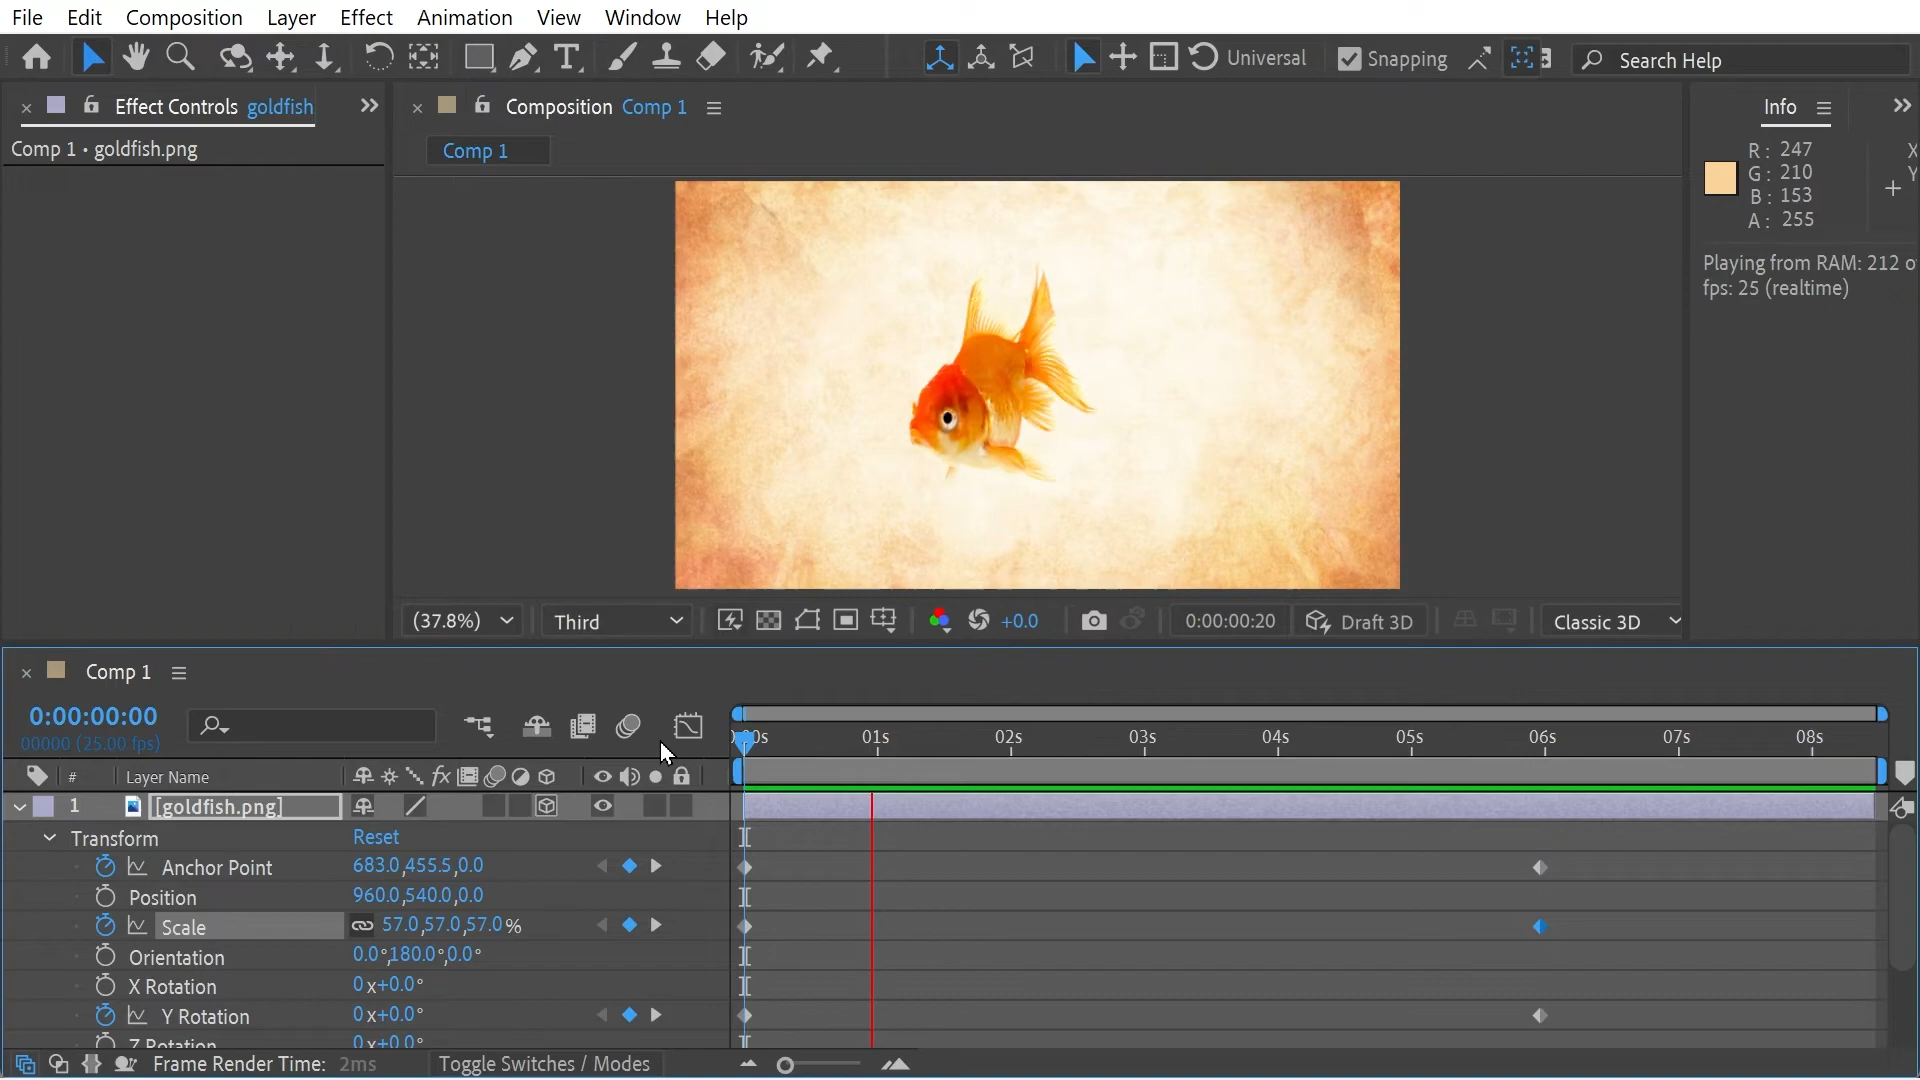 File Edit Composition Layer Effect Animation View Window Help
Universal Snapping Search Help
Effect Controls goldfish Composition Comp 1 Info
Comp 1 • goldfish.png Comp 1
R: 247
G: 210
B: 153
A: 255
X
Y
Playing from RAM: 212 o
fps: 25 (realtime)
(37.8%) Third +0.0 0:00:00:20 Draft 3D Classic 3D
Comp 1
0:00:00:00
00000 (25.00 fps)
00s 01s 02s 03s 04s 05s 06s 07s 08s
# Layer Name fx
1 [goldfish.png]
Transform Reset
Anchor Point 683.0,455.5,0.0
Position 960.0,540.0,0.0
Scale 57.0,57.0,57.0%
Orientation 0.0°,180.0°,0.0°
X Rotation 0x+0.0°
Y Rotation 0x+0.0°
Z Rotation 0x+0.0°
Frame Render Time: 2ms Toggle Switches / Modes